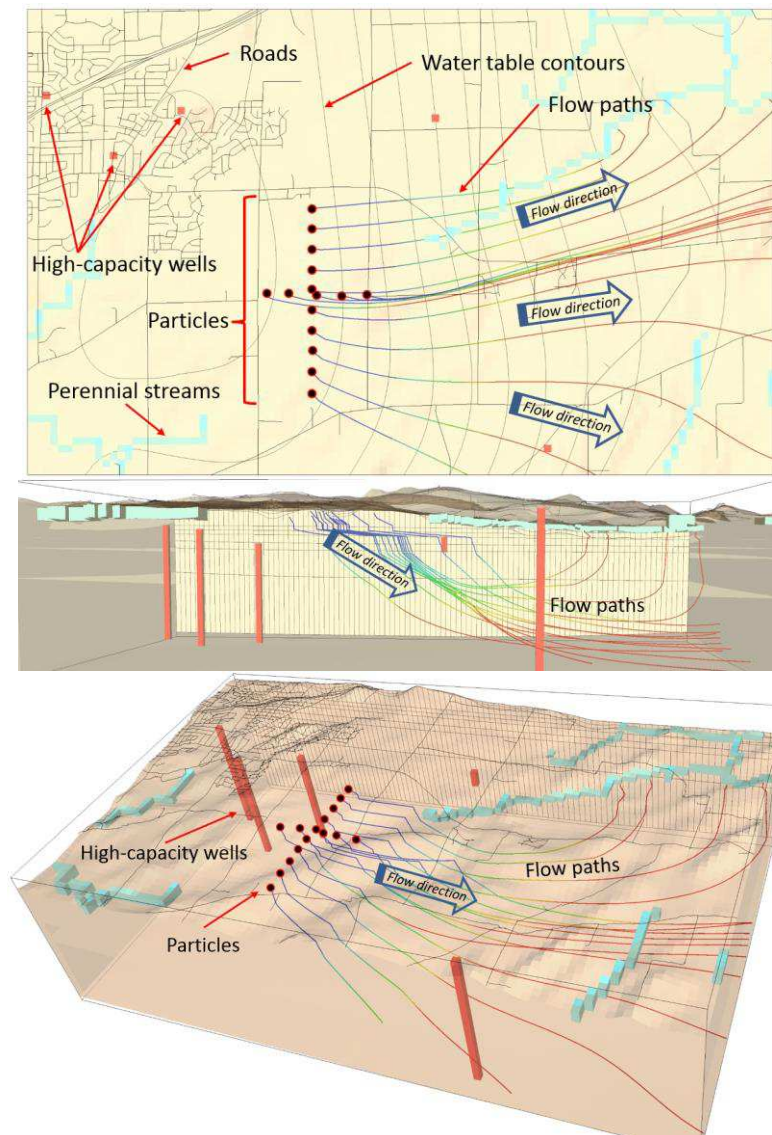 Roads
Water table contours
Flow paths
Flow direction
High-capacity wells
Particles
Flow direction
Perennial streams
Flow direction
Flow direction
Flow paths
High-capacity wells
Flow paths
Flow direction
Particles